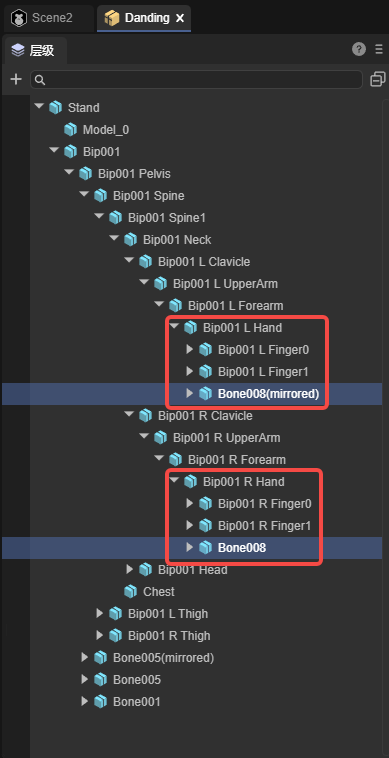 Scene2
Danding
层级
Stand
Model_0
Bip001
Bip001 Pelvis
Bip001 Spine
Bip001 Spine1
Bip001 Neck
Bip001 L Clavicle
Bip001 L UpperArm
Bip001 L Forearm
Bip001 L Hand
Bip001 L Finger0
Bip001 L Finger1
Bone008(mirrored)
Bip001 R Clavicle
Bip001 R UpperArm
Bip001 R Forearm
Bip001 R Hand
Bip001 R Finger0
Bip001 R Finger1
Bone008
Bip001 Head
Chest
Bip001 L Thigh
Bip001 R Thigh
Bone005(mirrored)
Bone005
Bone001